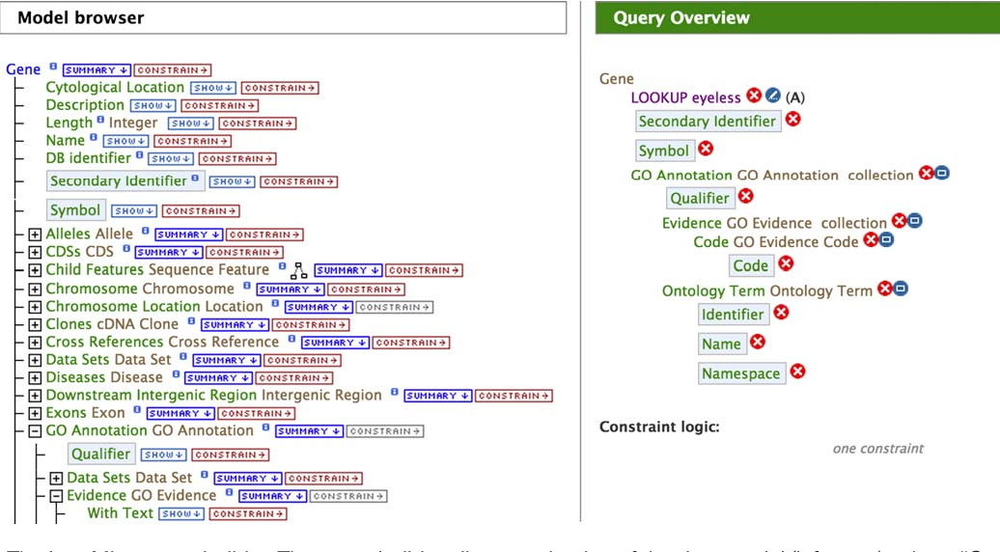 Model browser
Gene SUMMARY CONSTRAIN
Cytological Location SHOW CONSTRAIN
Description SHOW CONSTRAIN
Length Integer SHOW CONSTRAIN
Name SHOW CONSTRAIN
DB identifier SHOW CONSTRAIN
Secondary Identifier SHOW CONSTRAIN
Symbol SHOW CONSTRAIN
Alleles Allele SUMMARY CONSTRAIN
CDSs CDS SUMMARY CONSTRAIN
Child Features Sequence Feature SUMMARY CONSTRAIN
Chromosome Chromosome SUMMARY CONSTRAIN
Chromosome Location Location SUMMARY CONSTRAIN
Clones cDNA Clone SUMMARY CONSTRAIN
Cross References Cross Reference SUMMARY CONSTRAIN
Data Sets Data Set SUMMARY CONSTRAIN
Diseases Disease SUMMARY CONSTRAIN
Downstream Intergenic Region Intergenic Region SUMMARY CONSTRAIN
Exons Exon SUMMARY CONSTRAIN
GO Annotation GO Annotation SUMMARY CONSTRAIN
Qualifier SHOW CONSTRAIN
Data Sets Data Set SUMMARY CONSTRAIN
Evidence GO Evidence SUMMARY CONSTRAIN
With Text SHOW CONSTRAIN
Query Overview
Gene
LOOKUP eyeless (A)
Secondary Identifier
Symbol
GO Annotation GO Annotation collection
Qualifier
Evidence GO Evidence collection
Code GO Evidence Code
Code
Ontology Term Ontology Term
Identifier
Name
Namespace
Constraint logic:
one constraint